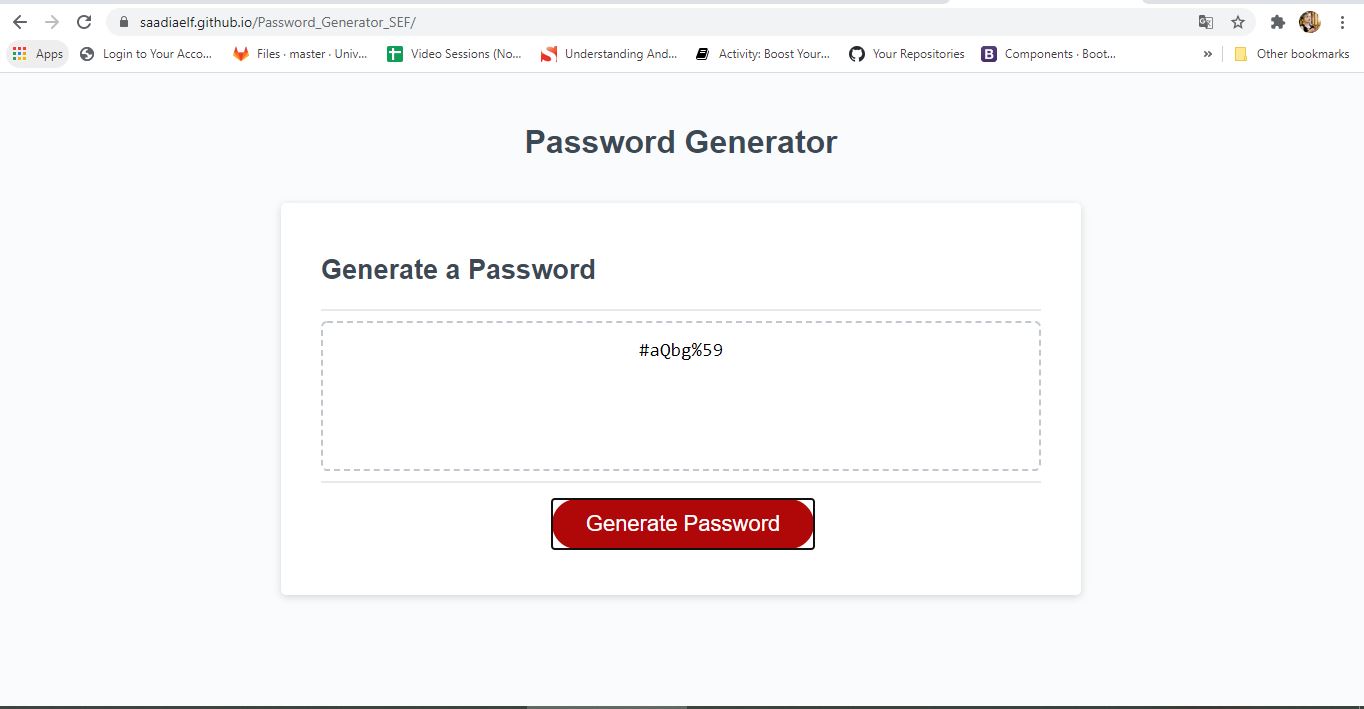 saadiaelf.github.io/Password_Generator_SEF/
Apps Login to Your Acco... Files · master · Univ... Video Sessions (No... Understanding And... Activity: Boost Your... Your Repositories B Components · Boot... » Other bookmarks
Password Generator
Generate a Password
#aQbg%59
Generate Password